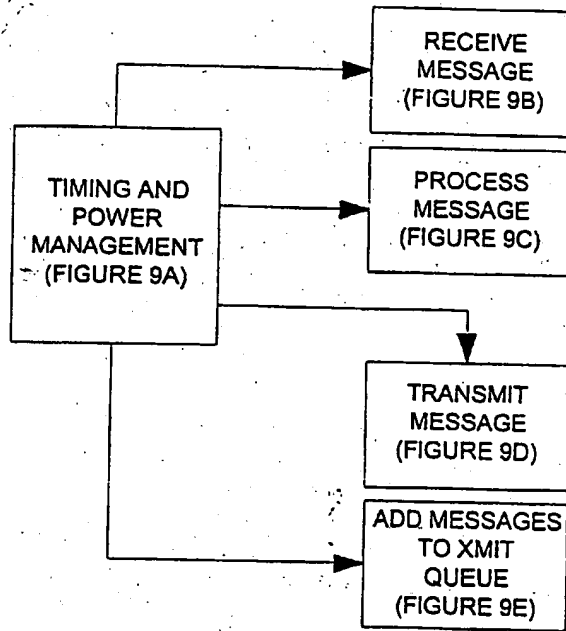 RECEIVE
MESSAGE
(FIGURE 9B)
TIMING AND
POWER
MANAGEMENT
(FIGURE 9A)
PROCESS
MESSAGE
(FIGURE 9C)
TRANSMIT
MESSAGE
(FIGURE 9D)
ADD MESSAGES
TO XMIT
QUEUE
(FIGURE 9E)